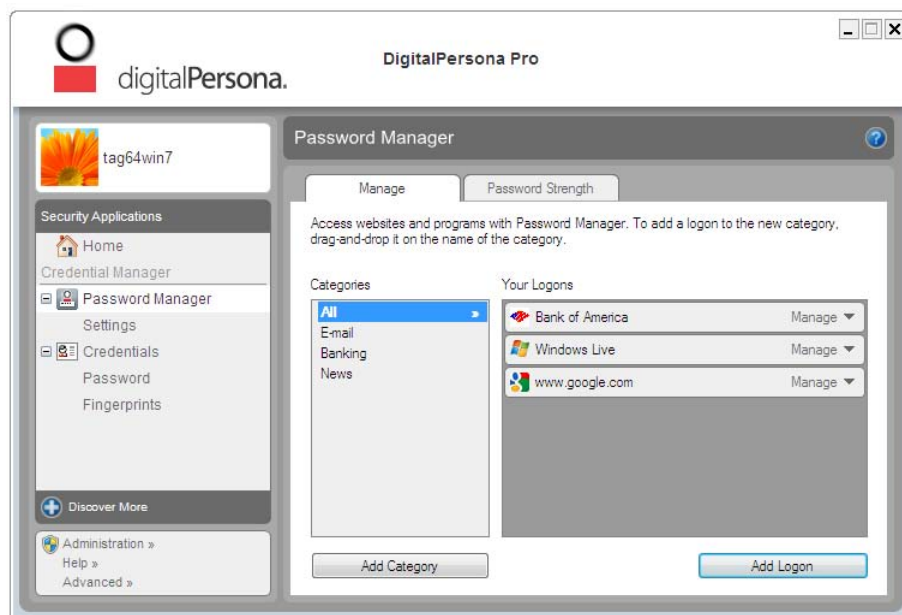 DigitalPersona Pro
digitalPersona.
tag64win7
Security Applications
Home
Credential Manager
Password Manager
Settings
Credentials
Password
Fingerprints
Discover More
Administration »
Help »
Advanced »
Password Manager
Manage
Password Strength
Access websites and programs with Password Manager. To add a logon to the new category,
drag-and-drop it on the name of the category.
Categories
All »
E-mail
Banking
News
Add Category
Your Logons
Bank of America Manage
Windows Live Manage
www.google.com Manage
Add Logon